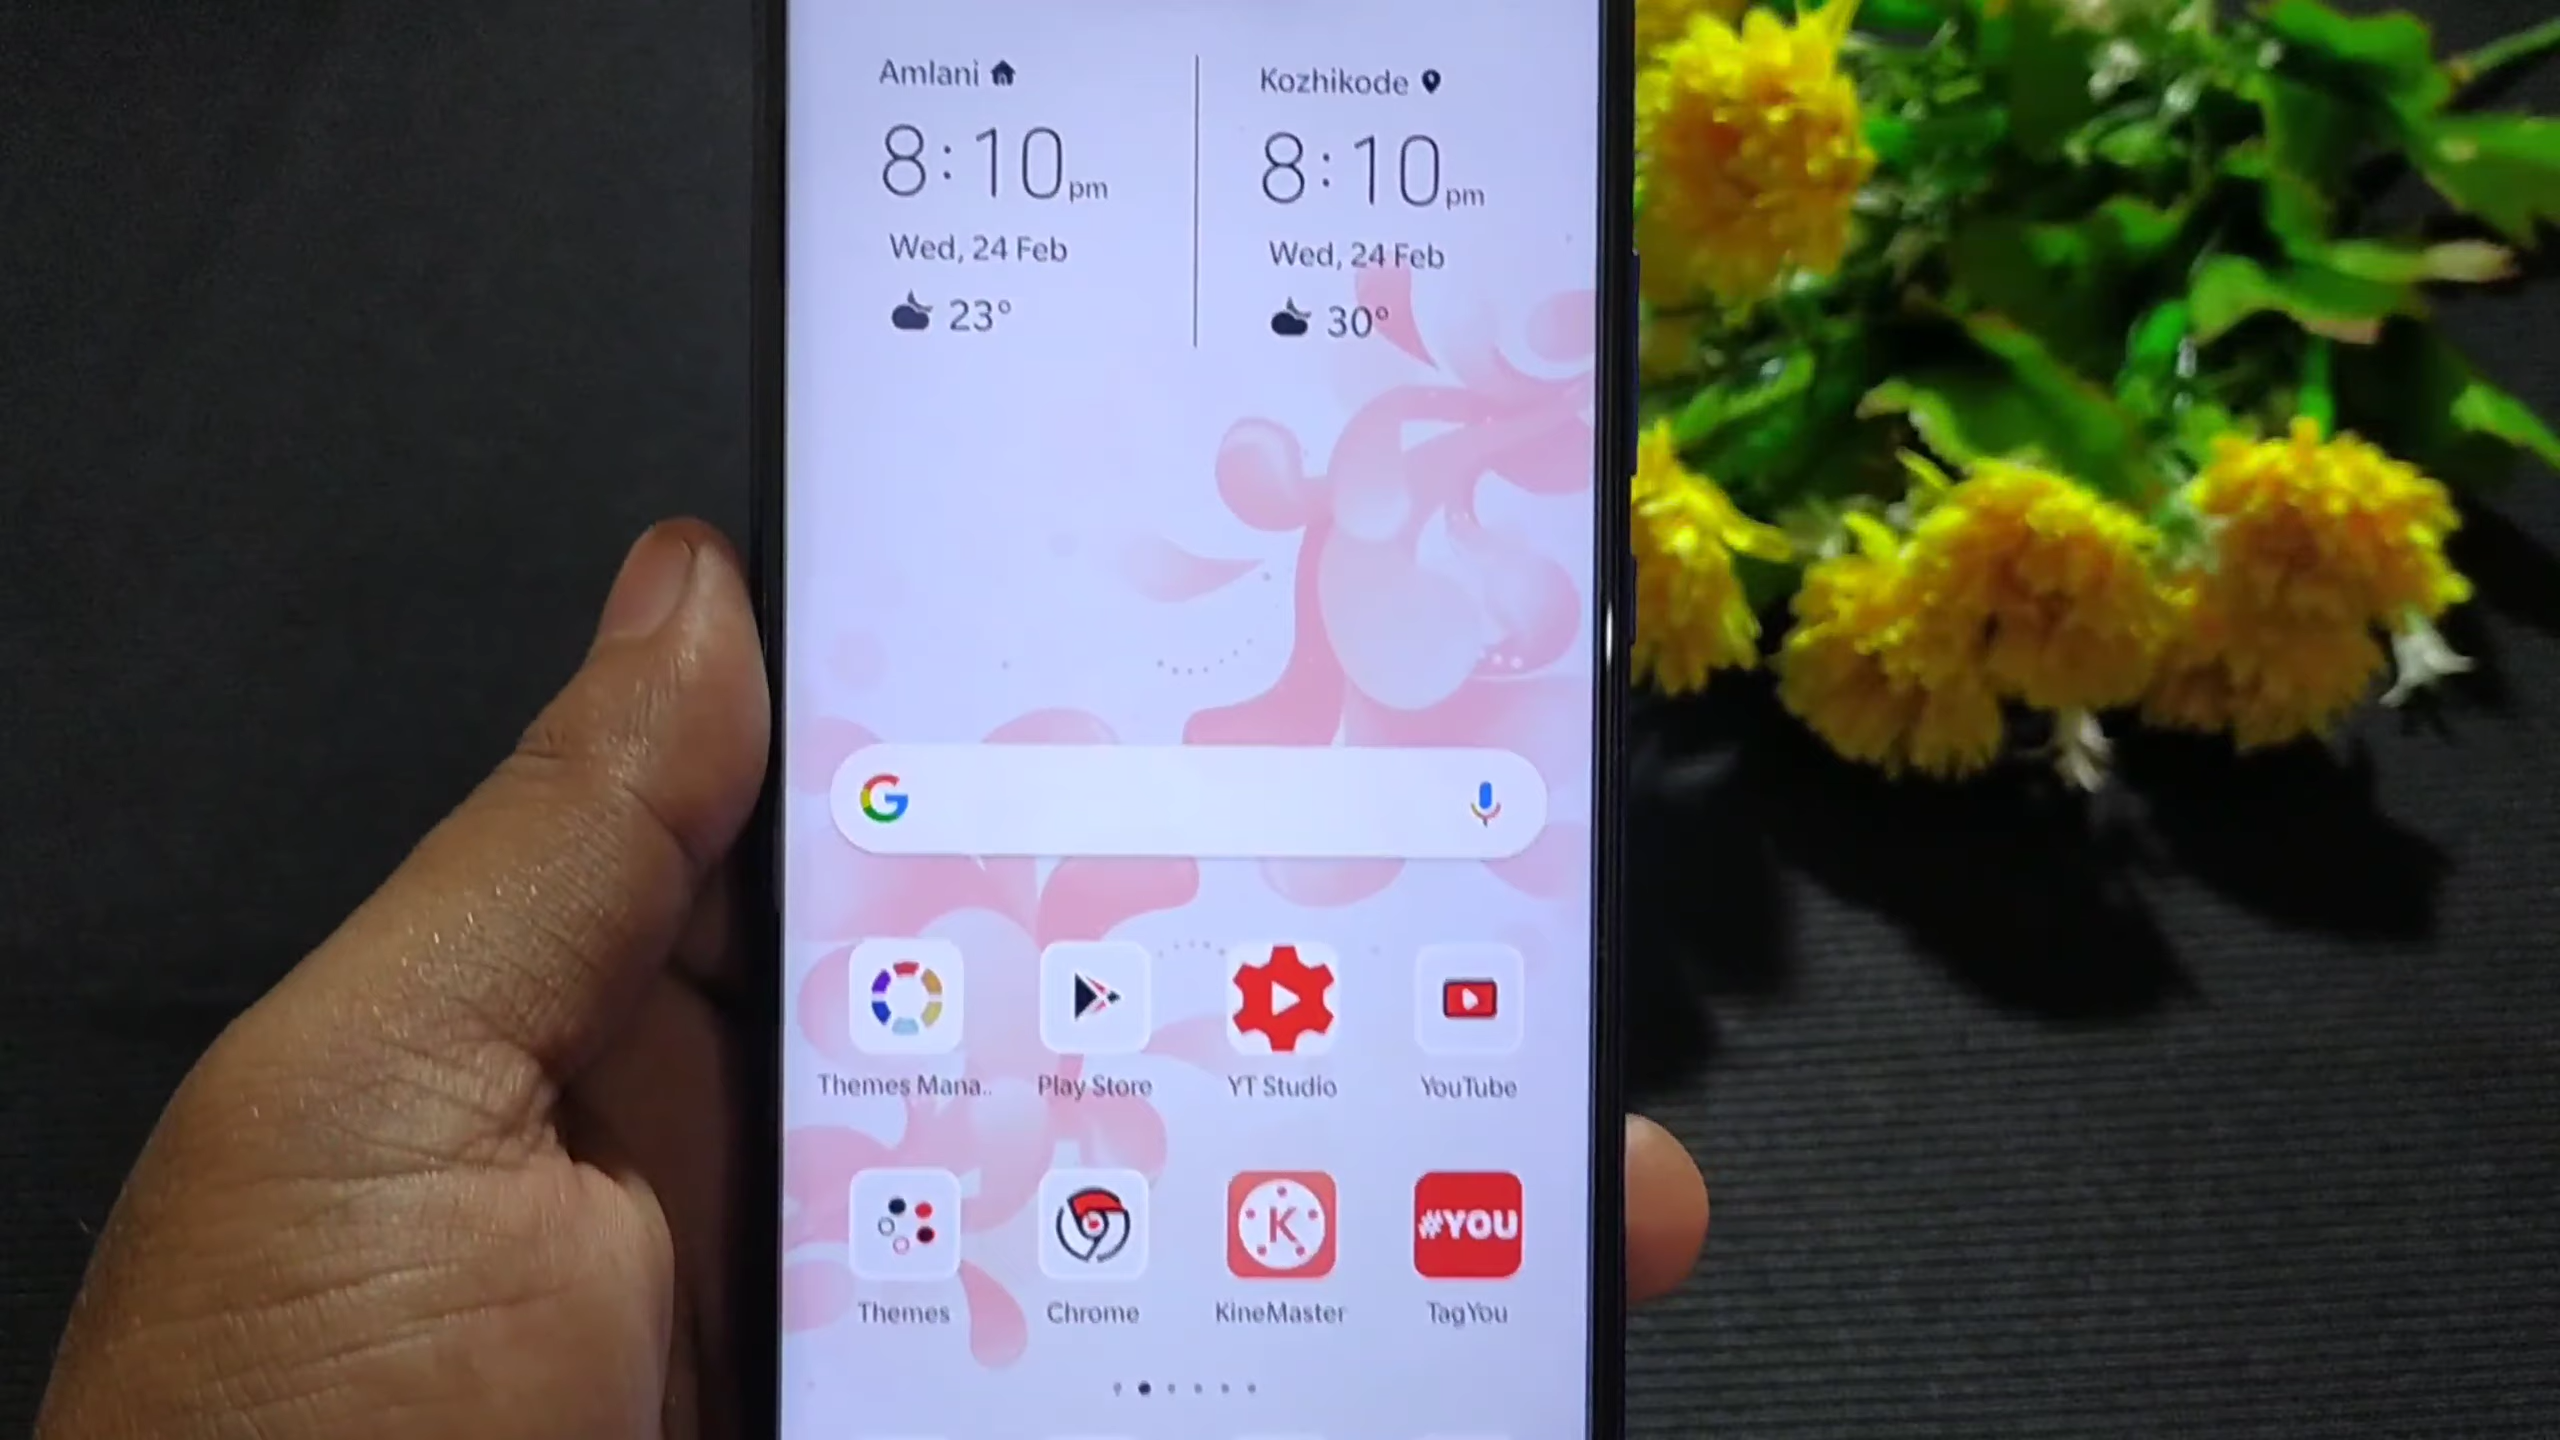 Amlani
8:10pm
Wed, 24 Feb
23°
Kozhikode
8:10pm
Wed, 24 Feb
30°
G
Themes Mana..
Play Store
YT Studio
YouTube
K
#YOU
Themes
Chrome
KineMaster
TagYou